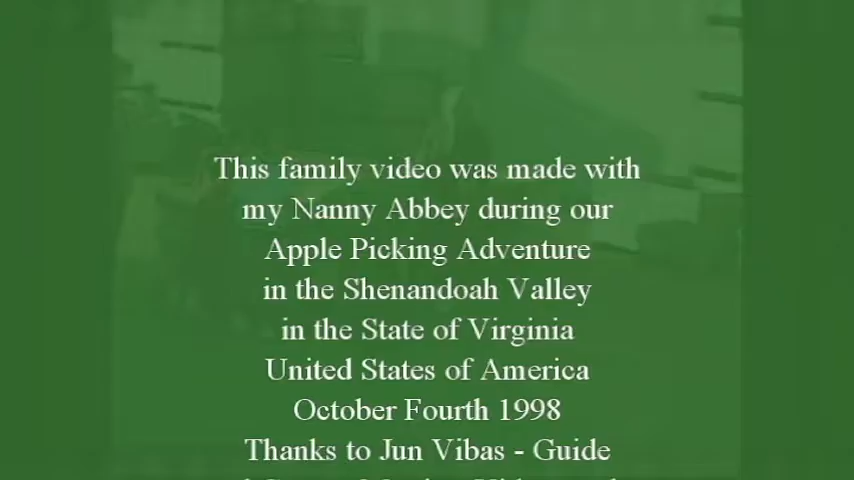 This family video was made with
my Nanny Abbey during our
Apple Picking Adventure
in the Shenandoah Valley
in the State of Virginia
United States of America
October Fourth 1998
Thanks to Jun Vibas - Guide